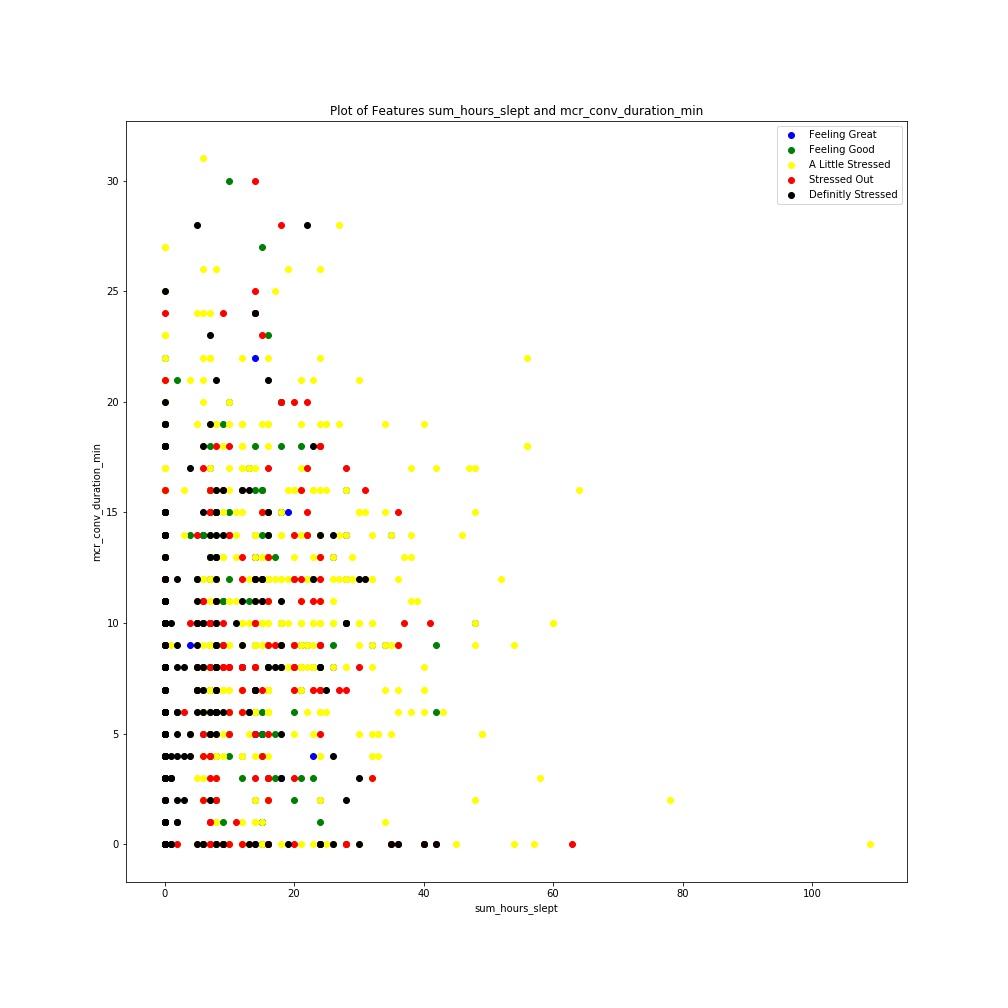 Plot of Features sum_hours_slept and mcr_conv_duration_min
Feeling Great
Feeling Good
A Little Stressed
Stressed Out
Definitly Stressed
mcr_conv_duration_min
30
25
20
15
10
5
0
0 20 40 60 80 100
sum_hours_slept